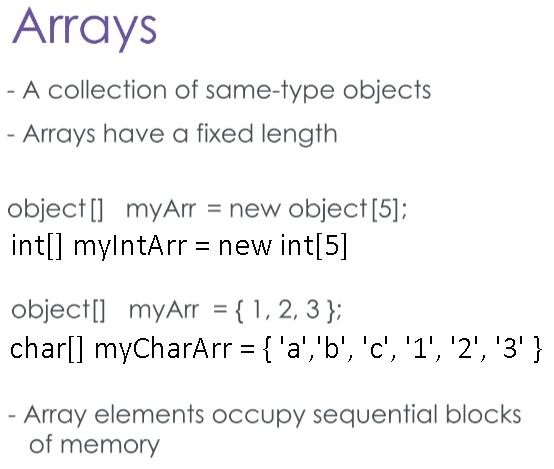 Arrays
- A collection of same-type objects
- Arrays have a fixed length
object[] myArr = new object[5];
int[] myIntArr = new int[5]
object[] myArr = { 1, 2, 3 };
char[] myCharArr = { 'a','b', 'c', '1', '2', '3' }
- Array elements occupy sequential blocks
of memory